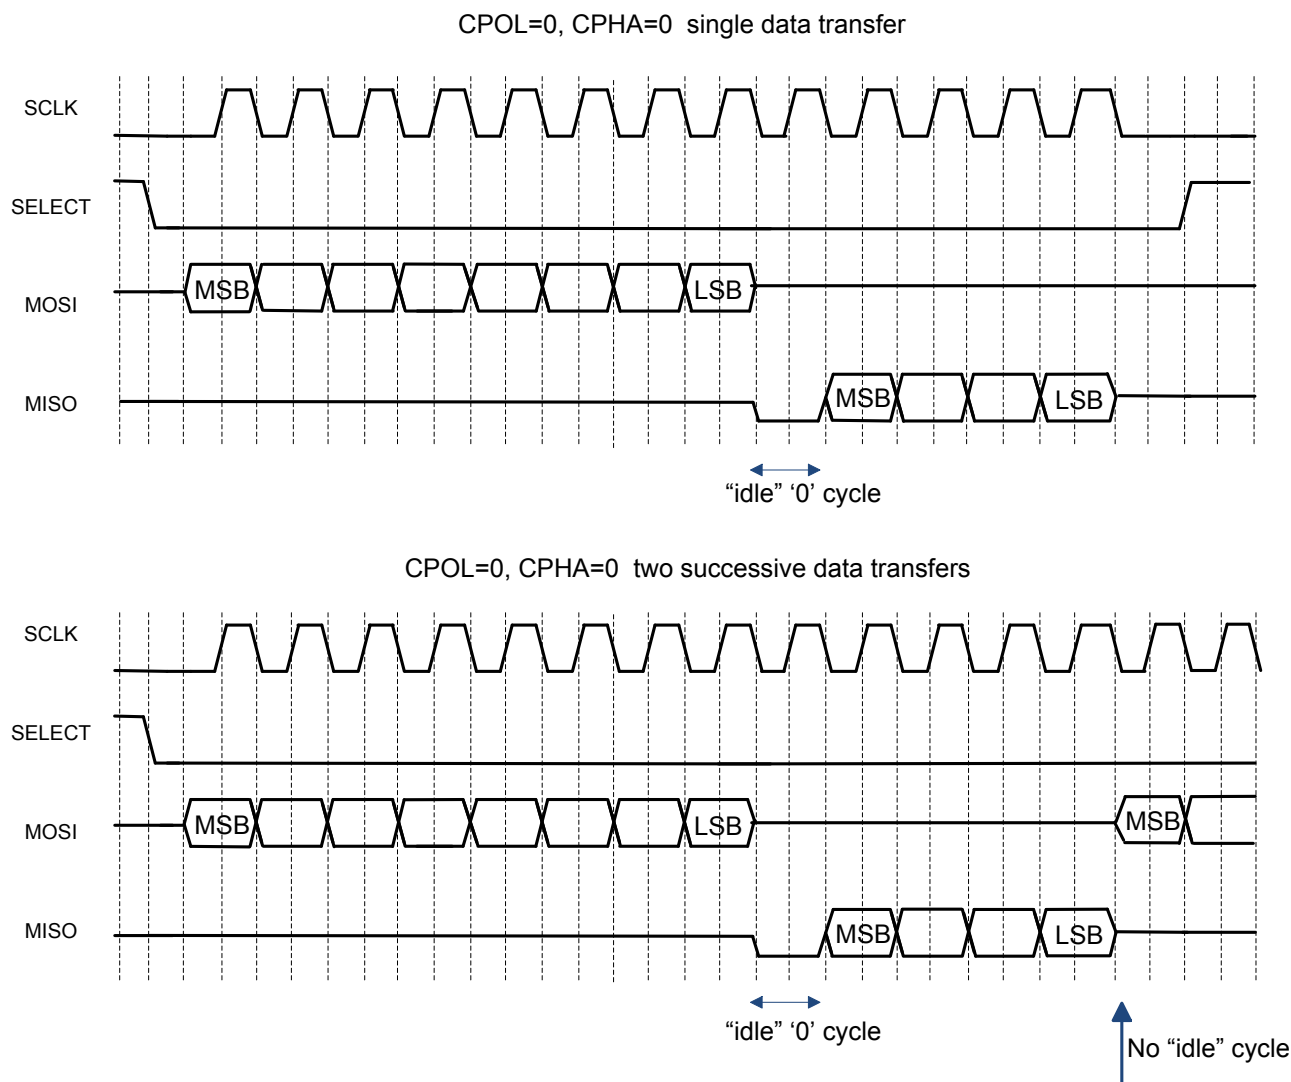 CPOL=0, CPHA=0 single data transfer
SCLK
SELECT
MSB LSB
MOSI
MSB LSB
MISO
“idle” ‘0’ cycle
CPOL=0, CPHA=0 two successive data transfers
SCLK
SELECT
MSB LSB MSB
MOSI
MISO MSB LSB
“idle” ‘0’ cycle
No “idle” cycle